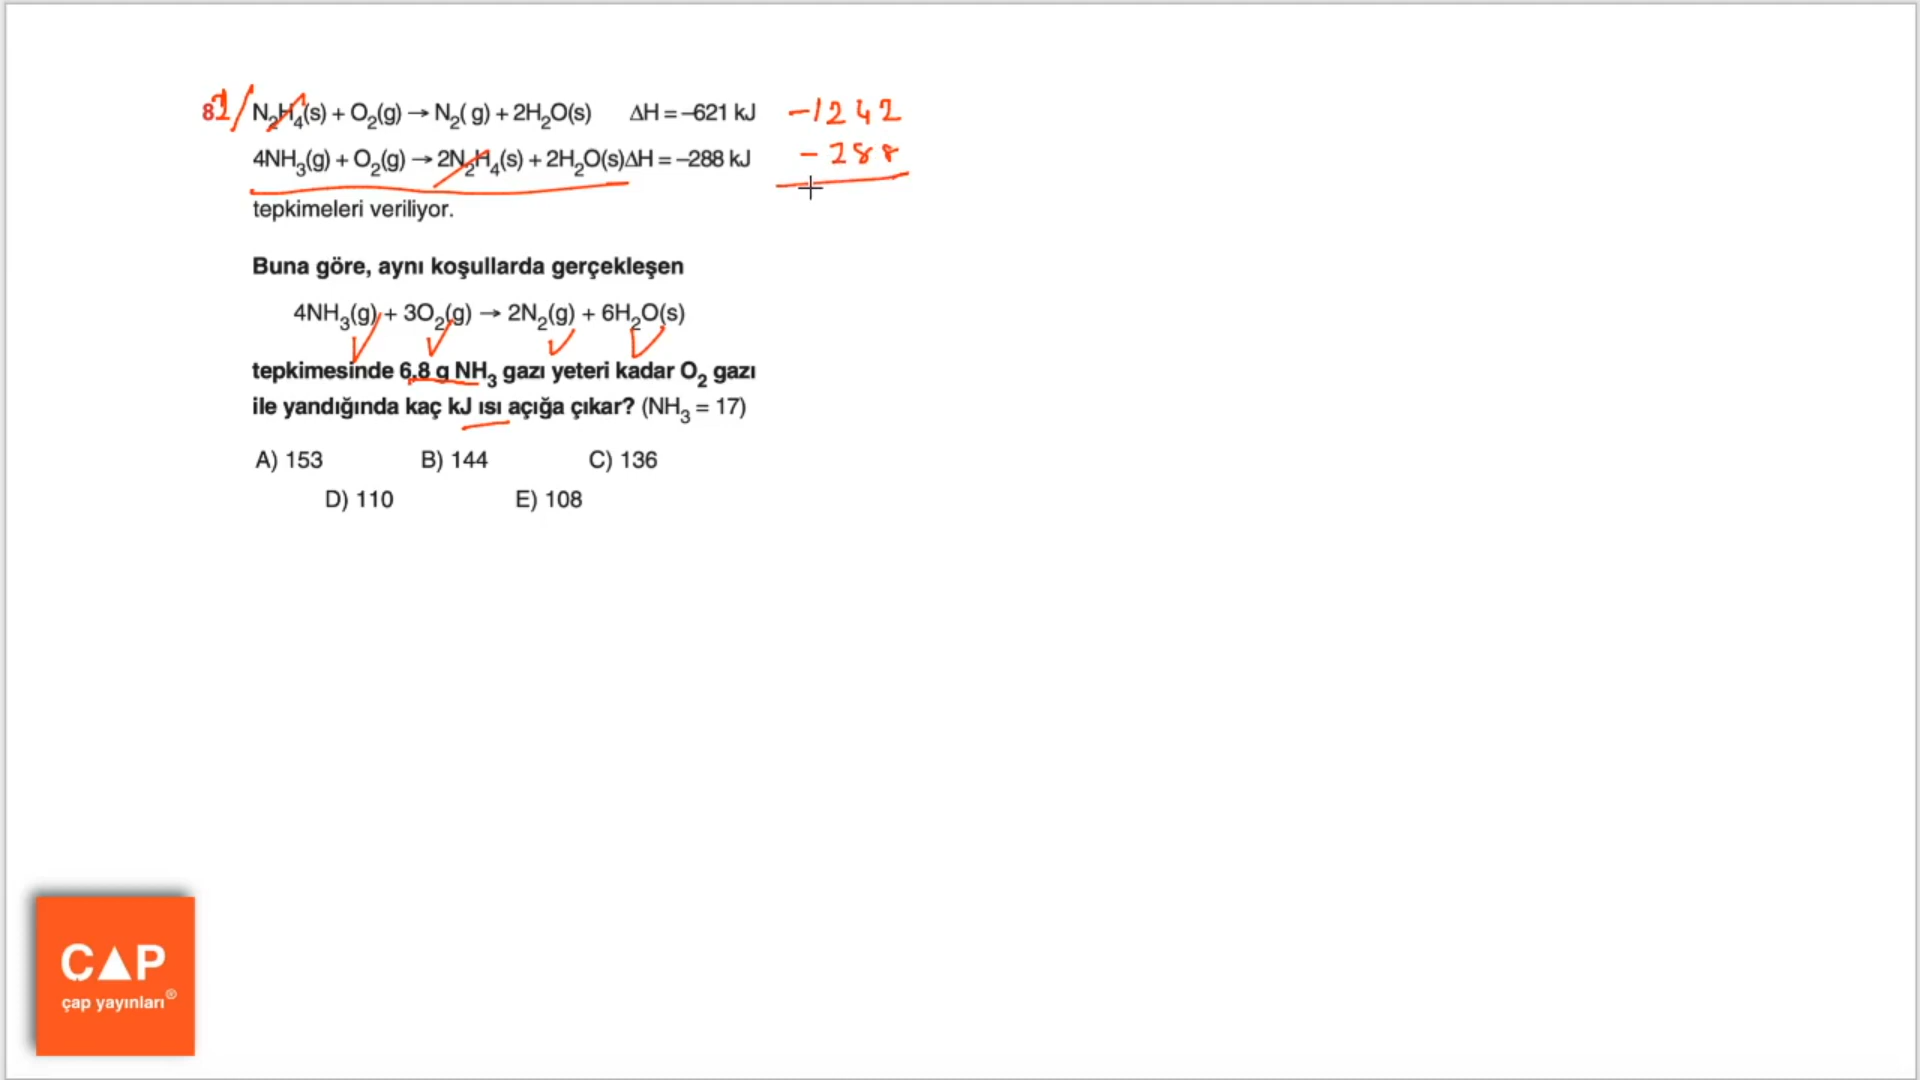 82/ N₂H₄(s) + O₂(g) → N₂( g) + 2H₂O(s) ΔH = –621 kJ -1242
4NH₃(g) + O₂(g) → 2N₂H₄(s) + 2H₂O(s)ΔH = –288 kJ -288
tepkimeleri veriliyor.
Buna göre, aynı koşullarda gerçekleşen
4NH₃(g) + 3O₂(g) → 2N₂(g) + 6H₂O(s)
tepkimesinde 6,8 g NH₃ gazı yeteri kadar O₂ gazı
ile yandığında kaç kJ ısı açığa çıkar? (NH₃ = 17)
A) 153 B) 144 C) 136
D) 110 E) 108
ÇAP
çap yayınları®